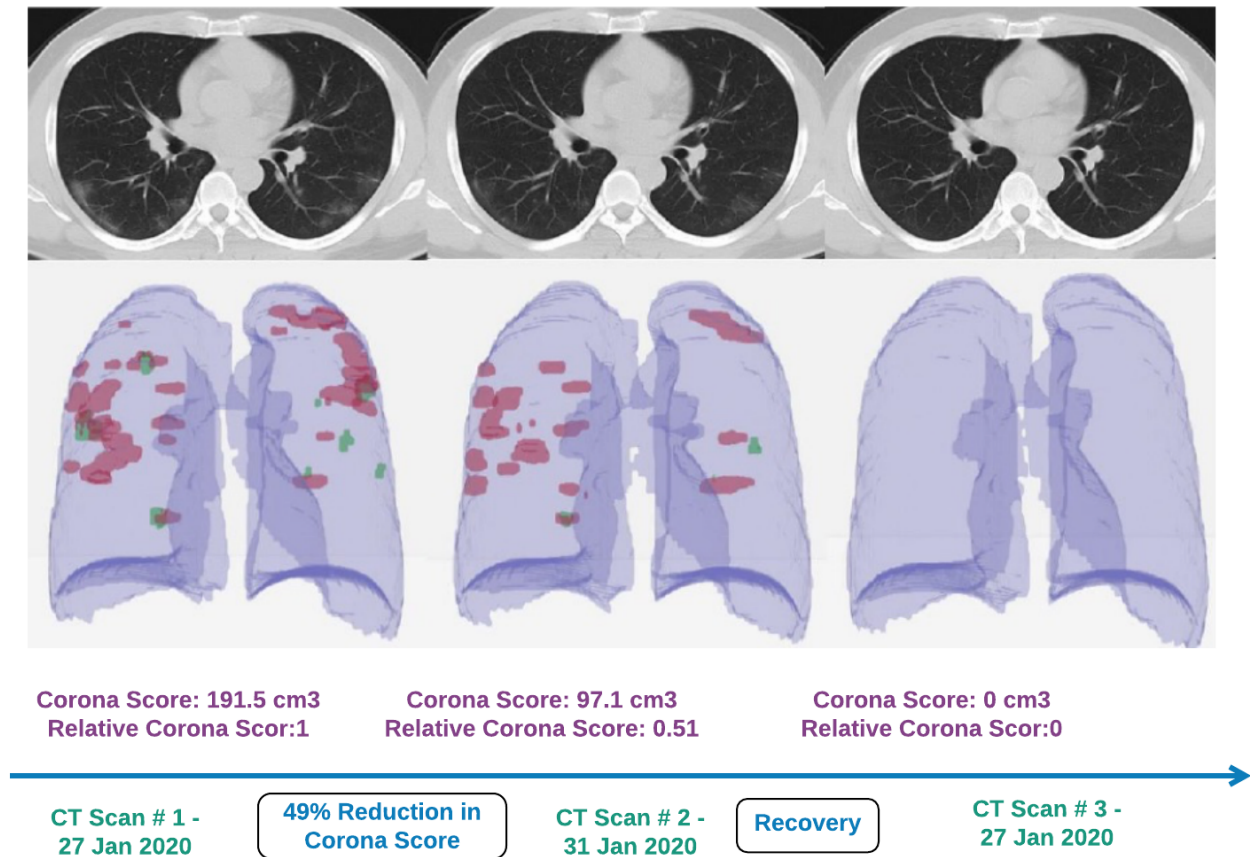 Corona Score: 191.5 cm3
Relative Corona Scor:1
Corona Score: 97.1 cm3
Relative Corona Score: 0.51
Corona Score: 0 cm3
Relative Corona Scor:0
CT Scan # 1 -
27 Jan 2020
49% Reduction in
Corona Score
CT Scan # 2 -
31 Jan 2020
Recovery
CT Scan # 3 -
27 Jan 2020